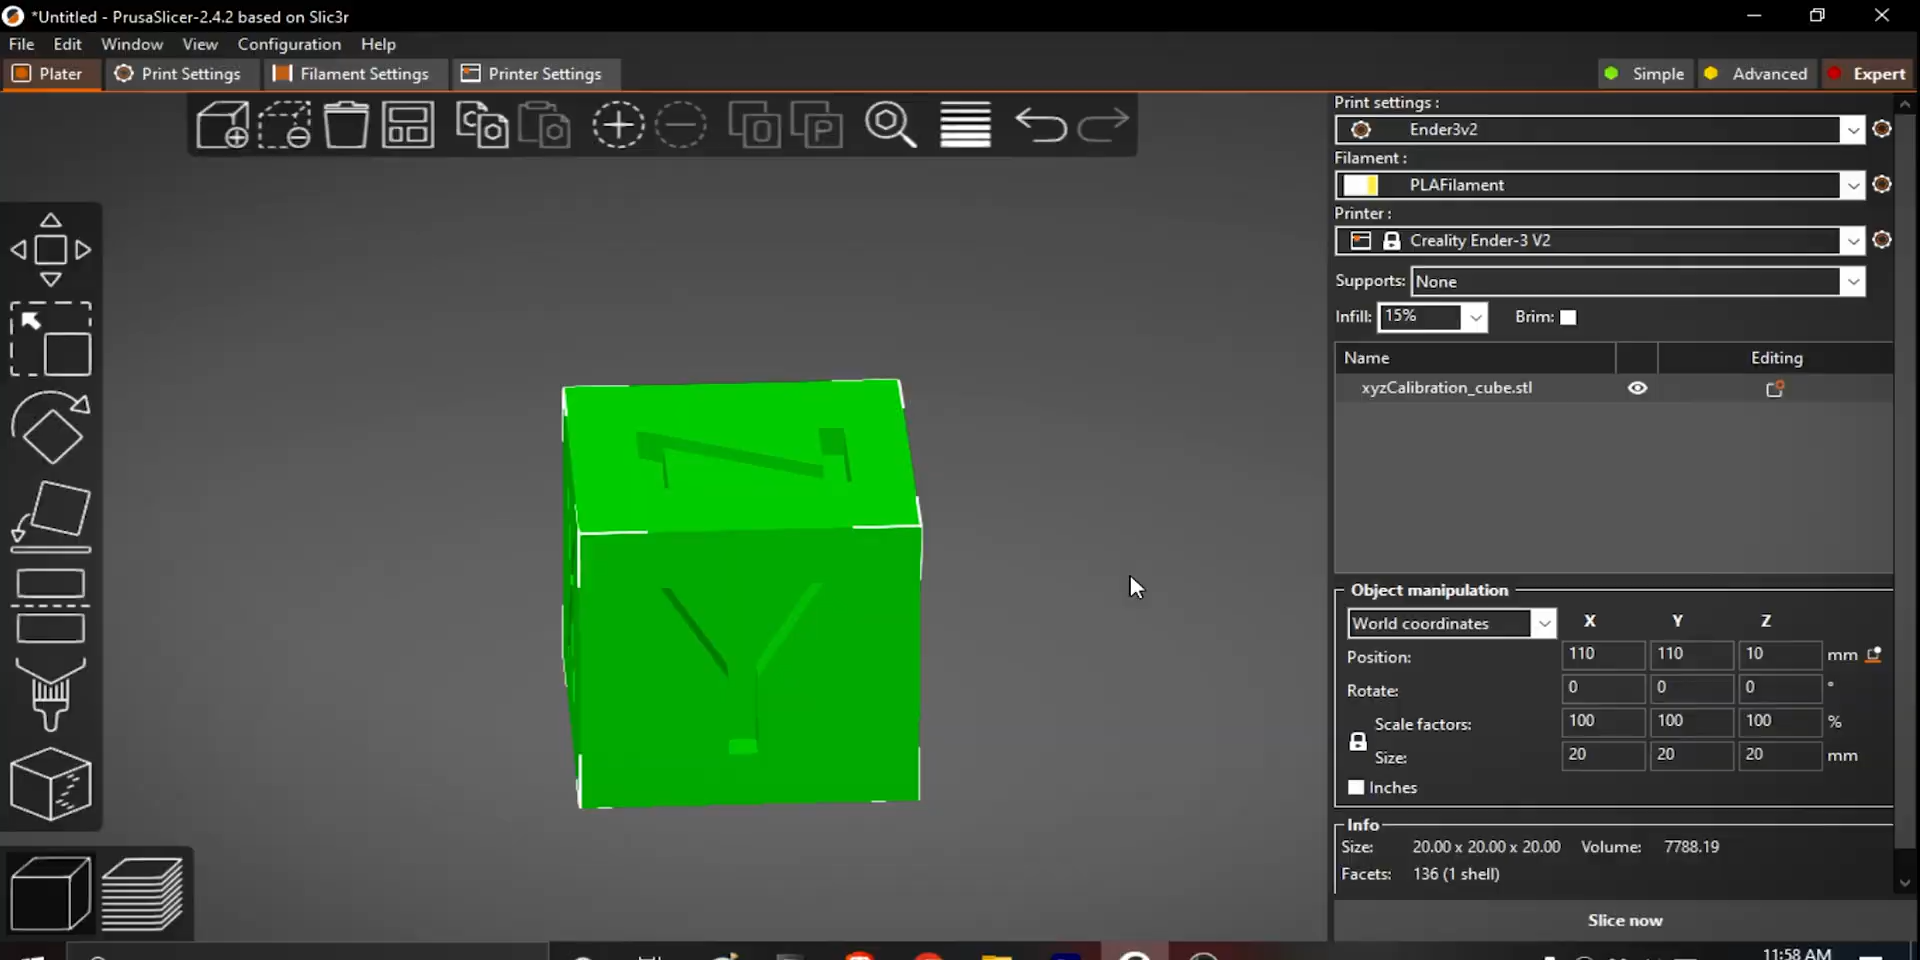 *Untitled - PrusaSlicer-2.4.2 based on Slic3r
File Edit Window View Configuration Help
Plater Print Settings Filament Settings Printer Settings Simple Advanced Expert
Print settings :
Ender3v2
Filament :
PLAFilament
Printer :
Creality Ender-3 V2
Supports: None
Infill: 15% Brim:
Name Editing
xyzCalibration_cube.stl
Z
Y
Object manipulation
World coordinates X Y Z
Position: 110 110 10 mm
Rotate: 0 0 0 °
Scale factors: 100 100 100 %
Size: 20 20 20 mm
Inches
Info
Size: 20.00 x 20.00 x 20.00 Volume: 7788.19
Facets: 136 (1 shell)
Slice now
11:58 AM